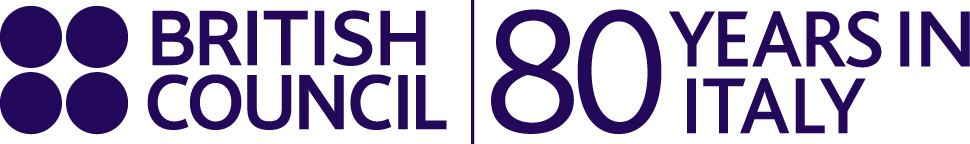 BRITISH
COUNCIL
80 YEARS IN
ITALY